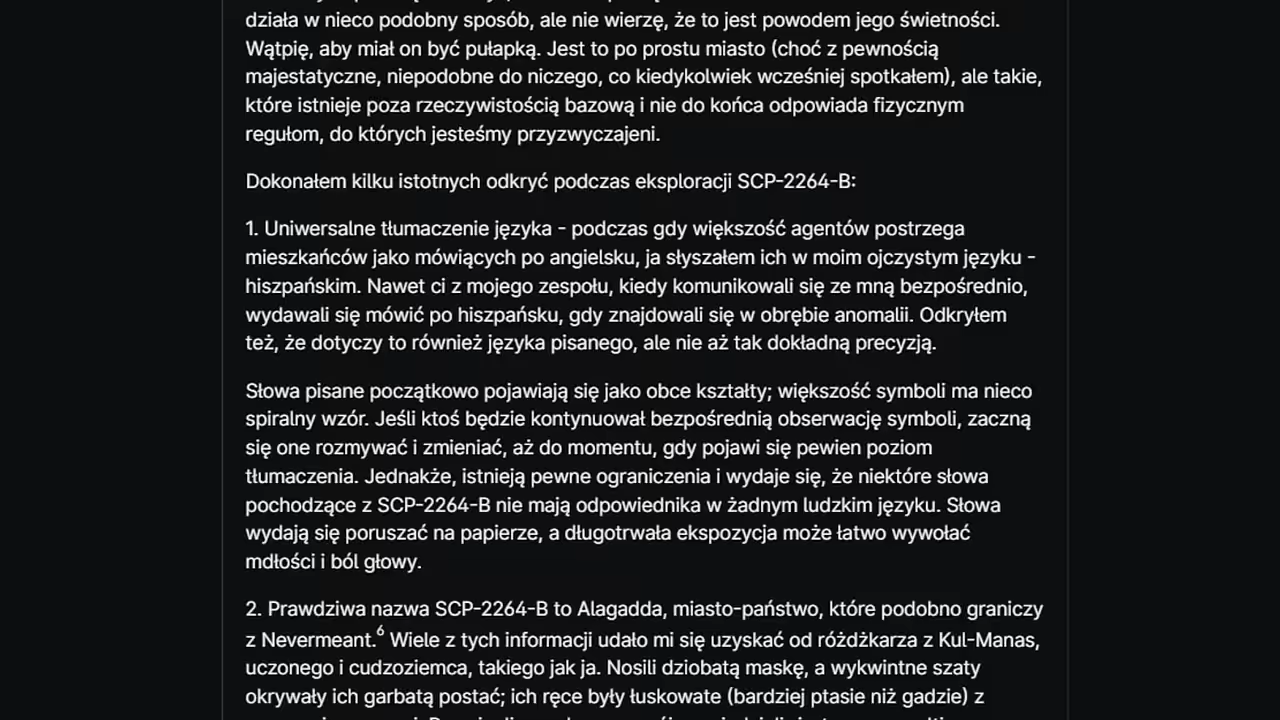 działa w nieco podobny sposób, ale nie wierzę, że to jest powodem jego świetności.
Wątpię, aby miał on być pułapką. Jest to po prostu miasto (choć z pewnością
majestatyczne, niepodobne do niczego, co kiedykolwiek wcześniej spotkałem), ale takie,
które istnieje poza rzeczywistością bazową i nie do końca odpowiada fizycznym
regułom, do których jesteśmy przyzwyczajeni.
Dokonałem kilku istotnych odkryć podczas eksploracji SCP-2264-B:
1. Uniwersalne tłumaczenie języka - podczas gdy większość agentów postrzega
mieszkańców jako mówiących po angielsku, ja słyszałem ich w moim ojczystym języku -
hiszpańskim. Nawet ci z mojego zespołu, kiedy komunikowali się ze mną bezpośrednio,
wydawali się mówić po hiszpańsku, gdy znajdowali się w obrębie anomalii. Odkryłem
też, że dotyczy to również języka pisanego, ale nie aż tak dokładną precyzją.
Słowa pisane początkowo pojawiają się jako obce kształty; większość symboli ma nieco
spiralny wzór. Jeśli ktoś będzie kontynuował bezpośrednią obserwację symboli, zaczną
się one rozmywać i zmieniać, aż do momentu, gdy pojawi się pewien poziom
tłumaczenia. Jednakże, istnieją pewne ograniczenia i wydaje się, że niektóre słowa
pochodzące z SCP-2264-B nie mają odpowiednika w żadnym ludzkim języku. Słowa
wydają się poruszać na papierze, a długotrwała ekspozycja może łatwo wywołać
mdłości i ból głowy.
2. Prawdziwa nazwa SCP-2264-B to Alagadda, miasto-państwo, które podobno graniczy
z Nevermeant.6 Wiele z tych informacji udało mi się uzyskać od różdżkarza z Kul-Manas,
uczonego i cudzoziemca, takiego jak ja. Nosili dziobatą maskę, a wykwintne szaty
okrywały ich garbatą postać; ich ręce były łuskowate (bardziej ptasie niż gadzie) z